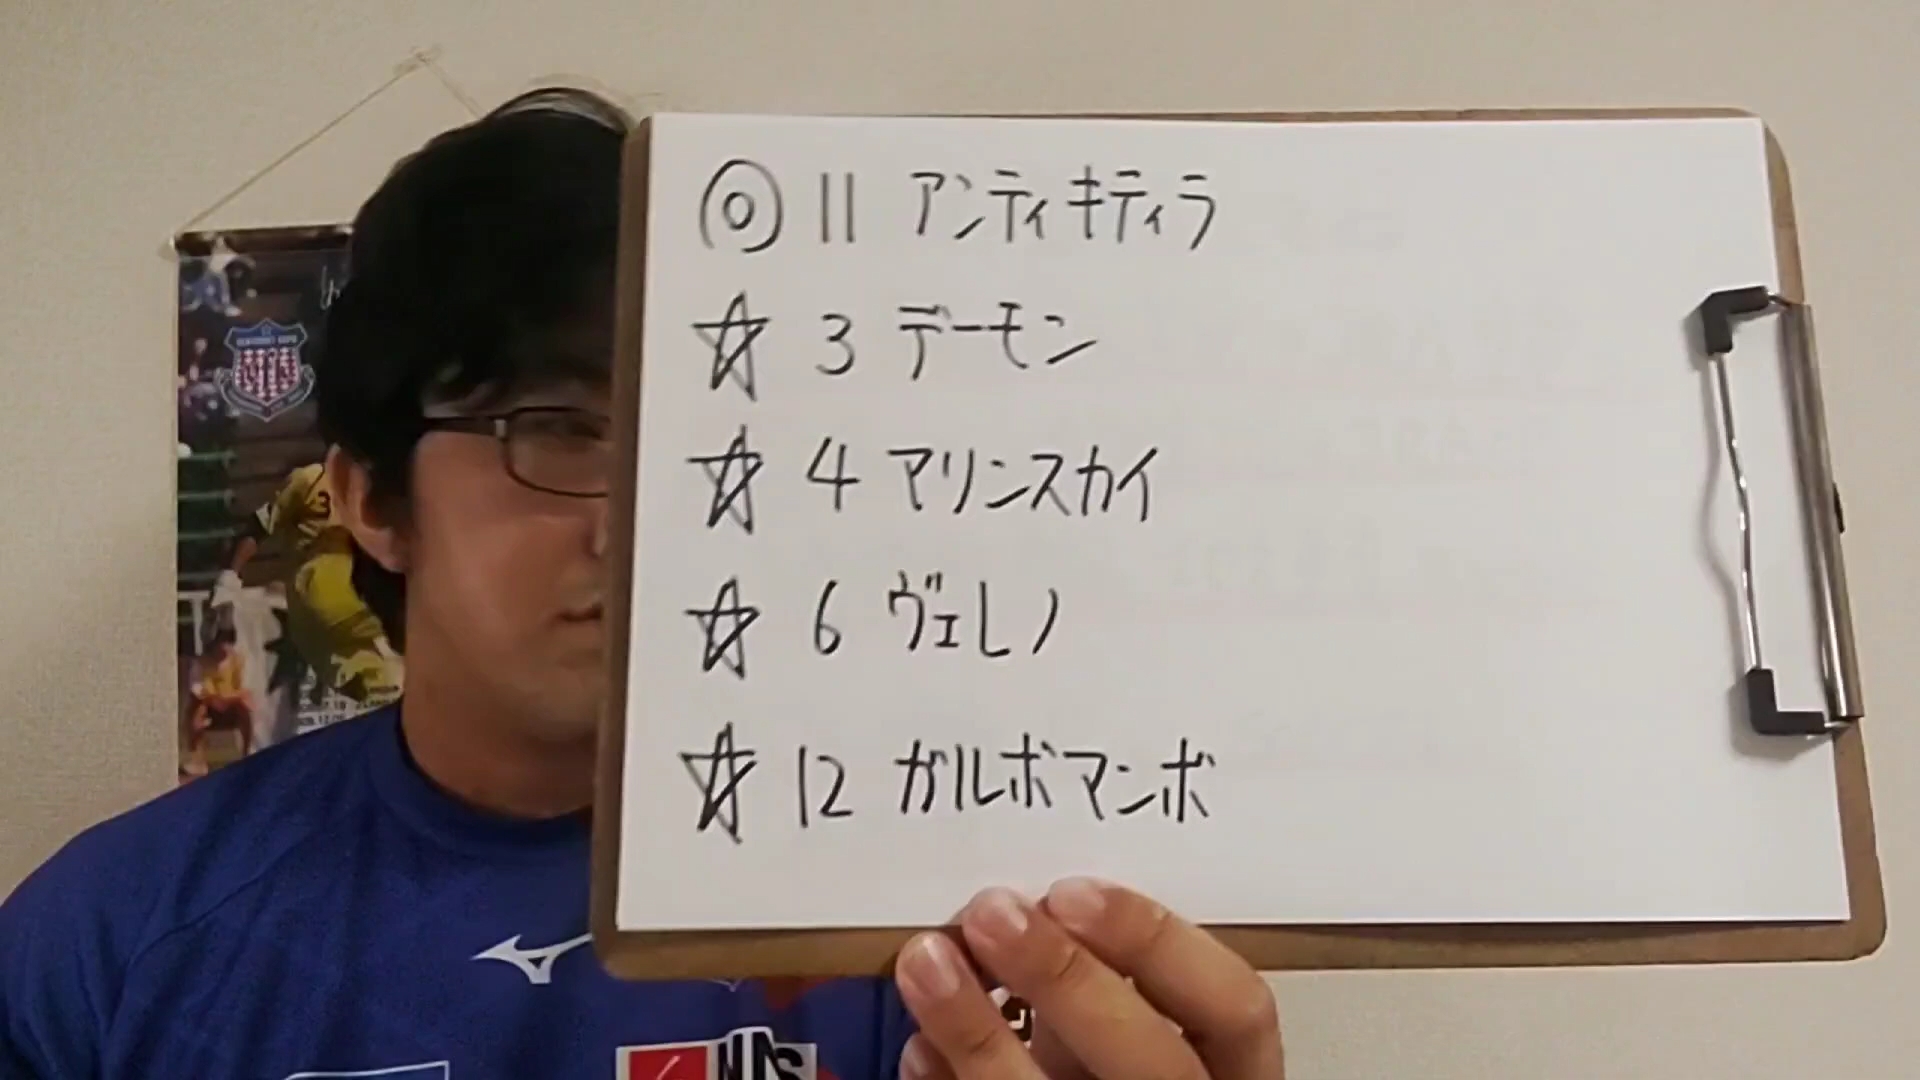 ◎ 11 アンティキティラ
☆ 3 デーモン
☆ 4 マリンスカイ
☆ 6 ヴェレノ
☆ 12 ガルボマンボ